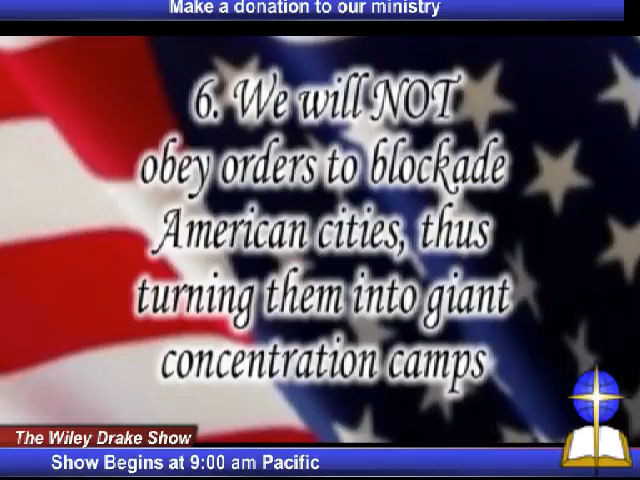 Make a donation to our ministry
6. We will NOT
obey orders to blockade
American cities, thus
turning them into giant
concentration camps
The Wiley Drake Show
Show Begins at 9:00 am Pacific